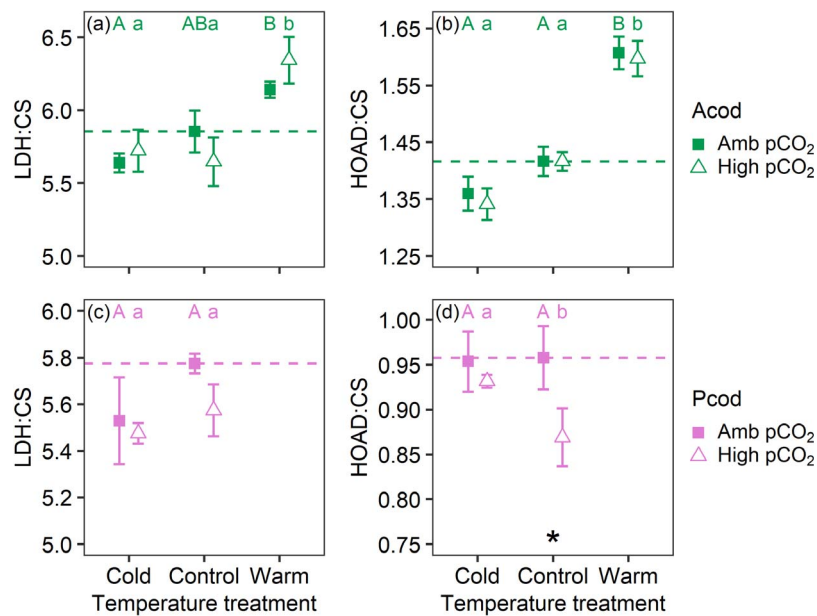 (a) A a ABa B b
LDH:CS
6.5
6.0
5.5
5.0
(b) A a A a B b
HOAD:CS
1.65
1.55
1.45
1.35
1.25
Acod
Amb pCO₂
High pCO₂
(c) A a A a
LDH:CS
6.0
5.8
5.6
5.4
5.2
5.0
Cold Control Warm
Temperature treatment
(d) A a A b
HOAD:CS
1.00
0.95
0.90
0.85
0.80
0.75
*
Cold Control Warm
Temperature treatment
Pcod
Amb pCO₂
High pCO₂